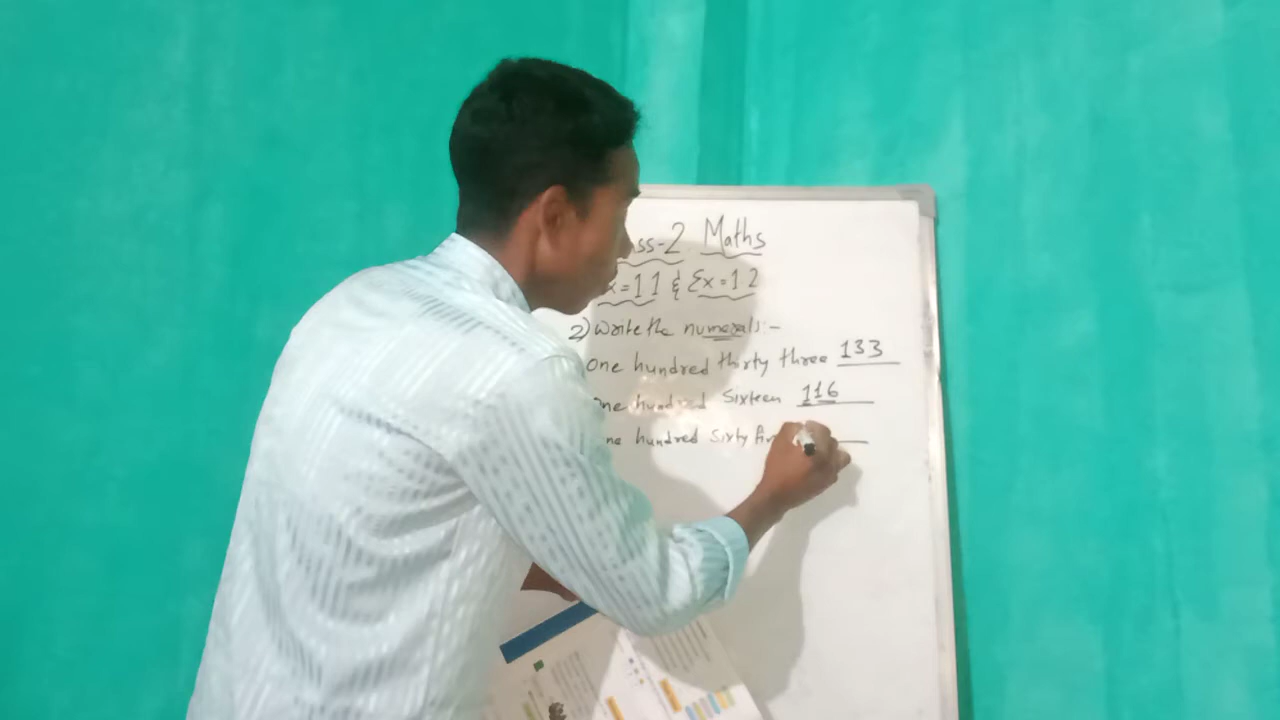 ss-2 Maths
x=11 & Ex=12
2) Write the numerals:-
One hundred thirty three 133
One hundred Sixteen 116
ne hundred Sixty